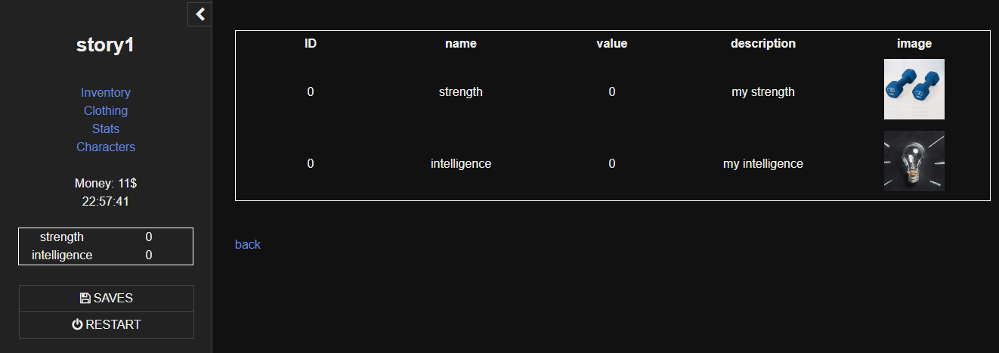 story1
Inventory
Clothing
Stats
Characters
Money: 11$
22:57:41
strength 0
intelligence 0
SAVES
RESTART
ID name value description image
0 strength 0 my strength
0 intelligence 0 my intelligence
back